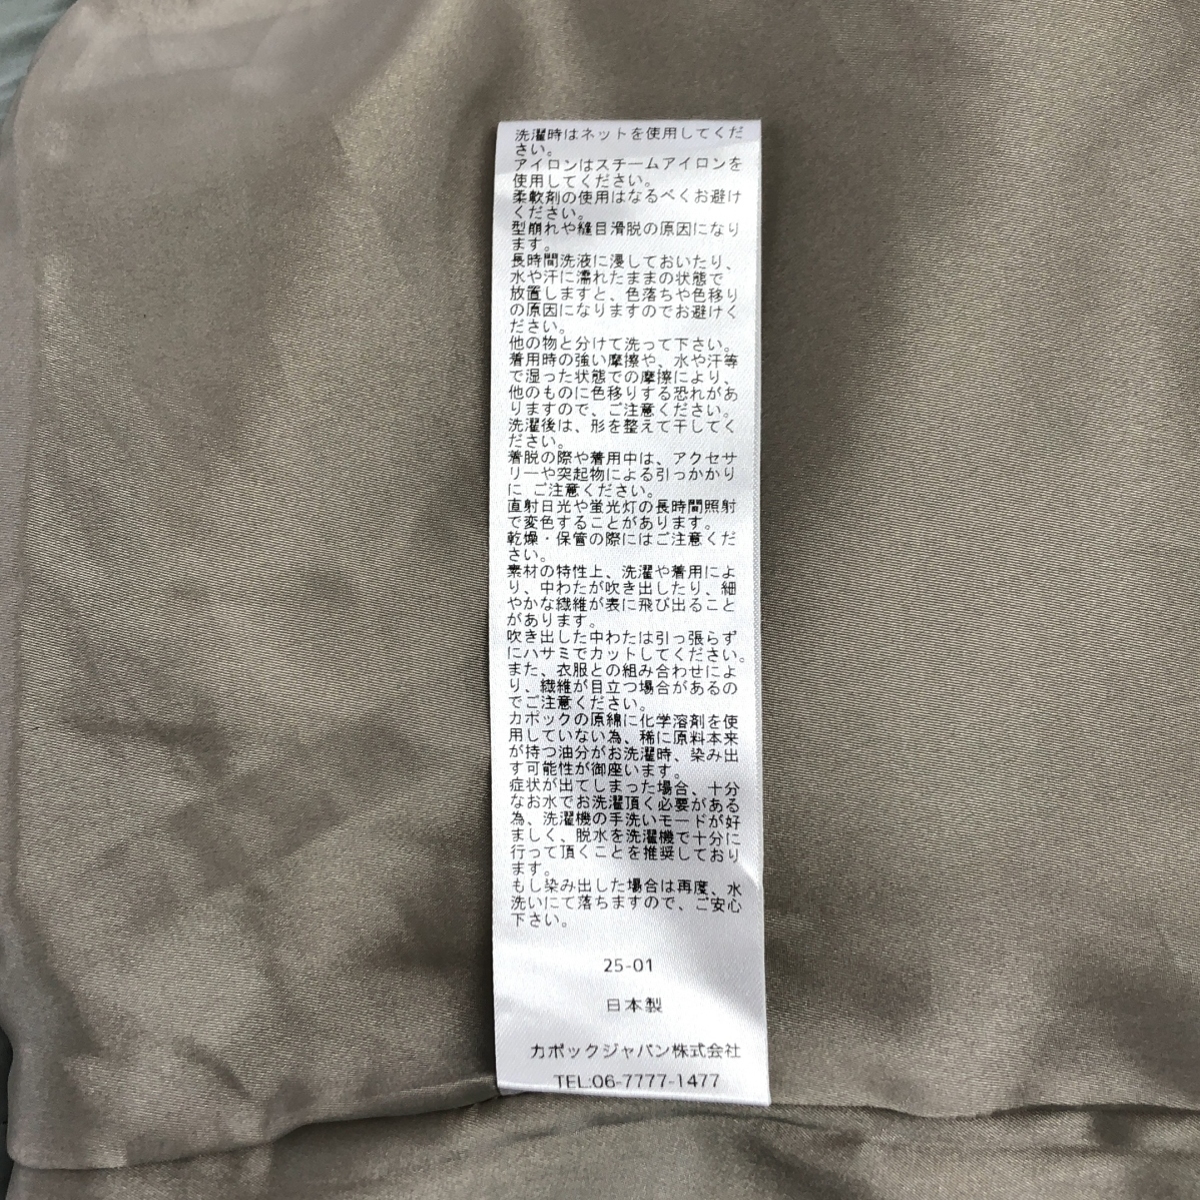 洗濯時はネットを使用してくだ
さい。
アイロンはスチームアイロンを
使用してください。
柔軟剤の使用はなるべくお避け
ください。
型崩れや縫目滑脱の原因になり
ます。
長時間洗液に浸しておいたり、
水や汗に濡れたままの状態で
放置しますと、色落ちや色移り
の原因になりますのでお避けく
ださい。
他の物と分けて洗って下さい。
着用時の強い摩擦や、水や汗等
で湿った状態での摩擦により、
他のものに色移りする恐れがあ
りますので、ご注意ください。
洗濯後は、形を整えて干してく
ださい。
着脱の際や着用中は、アクセサ
リーや突起物による引っかかり
に ご注意ください。
直射日光や蛍光灯の長時間照射
で変色することがあります。
乾燥・保管の際にはご注意くだ
さい。
素材の特性上、洗濯や着用によ
り、中わたが吹き出したり、細
やかな繊維が表に飛び出ること
があります。
吹き出した中わたは引っ張らず
にハサミでカットしてください。
また、衣服との組み合わせによ
り、繊維が目立つ場合があるの
でご注意ください。
カポックの原綿に化学溶剤を使
用していない為、稀に原料本来
が持つ油分がお洗濯時、染み出
す可能性が御座います。
症状が出てしまった場合、十分
なお水でお洗濯頂く必要がある
為、洗濯機の手洗いモードが好
ましく、脱水を洗濯機で十分に
行って頂くことを推奨しており
ます。
もし染み出した場合は再度、水
洗いにて落ちますので、ご安心
下さい。
25-01
日本製
カポックジャパン株式会社
TEL:06-7777-1477